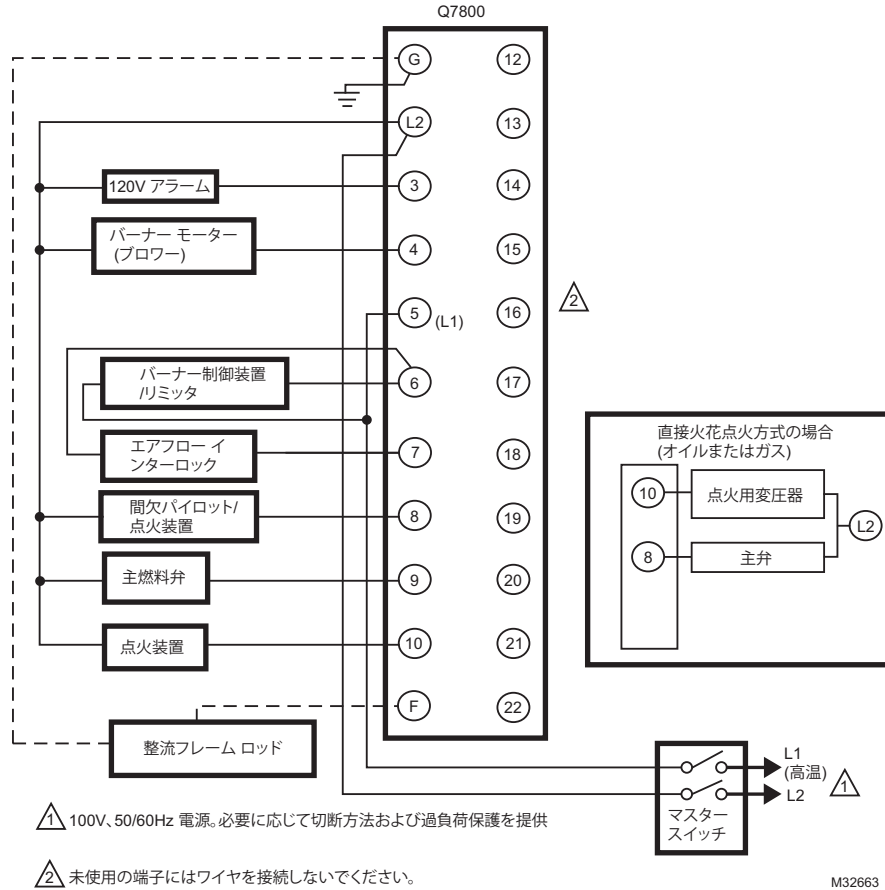 Q7800
G
12
L2
13
120V アラーム
3
14
バーナー モーター
(ブロワー)
4
15
5
(L1)
16
2
バーナー制御装置
/リミッタ
6
17
エアフロー イ
ンターロック
7
18
間欠パイロット/
点火装置
8
19
主燃料弁
9
20
点火装置
10
21
F
22
整流フレーム ロッド
直接火花点火方式の場合
(オイルまたはガス)
10
点火用変圧器
L2
8
主弁
L1
(高温)
L2
1
マスター
スイッチ
1 100V、50/60Hz 電源。必要に応じて切断方法および過負荷保護を提供
2 未使用の端子にはワイヤを接続しないでください。
M32663